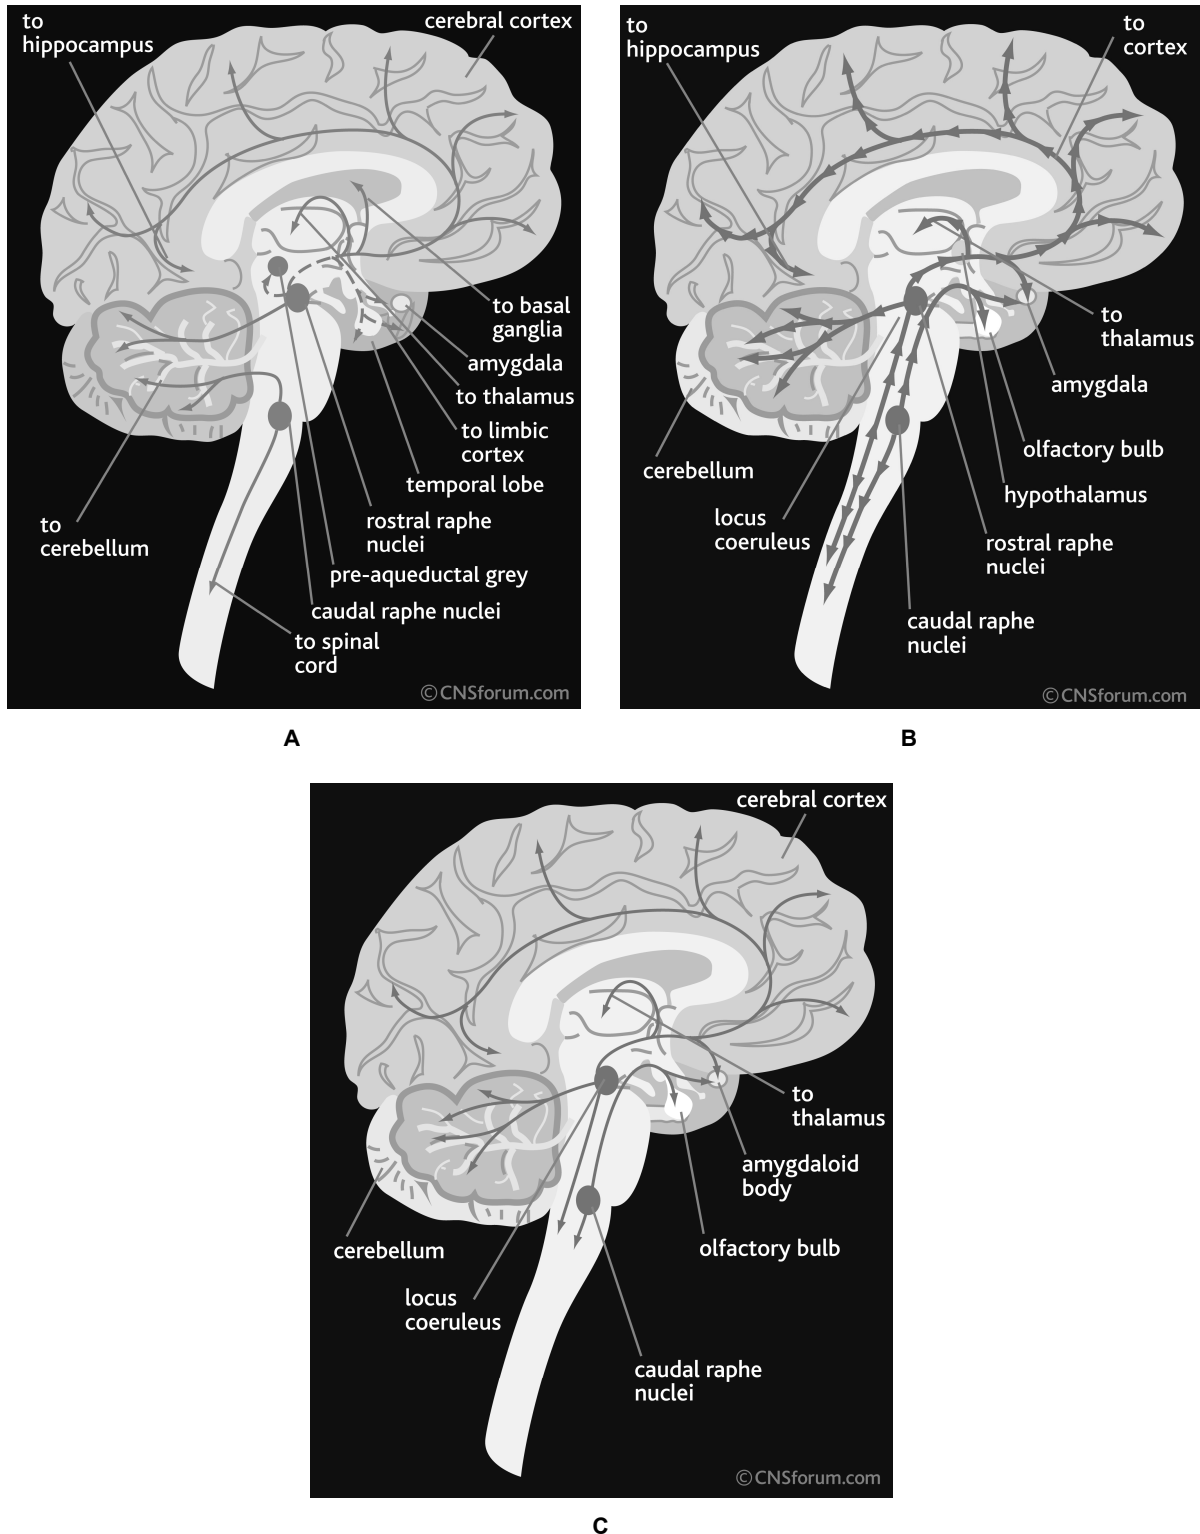 to
hippocampus
cerebral cortex
to basal
ganglia
amygdala
to thalamus
to limbic
cortex
temporal lobe
rostral raphe
nuclei
pre-aqueductal grey
caudal raphe nuclei
to spinal
cord
to
cerebellum
©CNSforum.com
A
to
hippocampus
to
cortex
to
thalamus
amygdala
olfactory bulb
hypothalamus
rostral raphe
nuclei
caudal raphe
nuclei
locus
coeruleus
cerebellum
©CNSforum.com
B
cerebral cortex
to
thalamus
amygdaloid
body
olfactory bulb
cerebellum
locus
coeruleus
caudal raphe
nuclei
©CNSforum.com
C